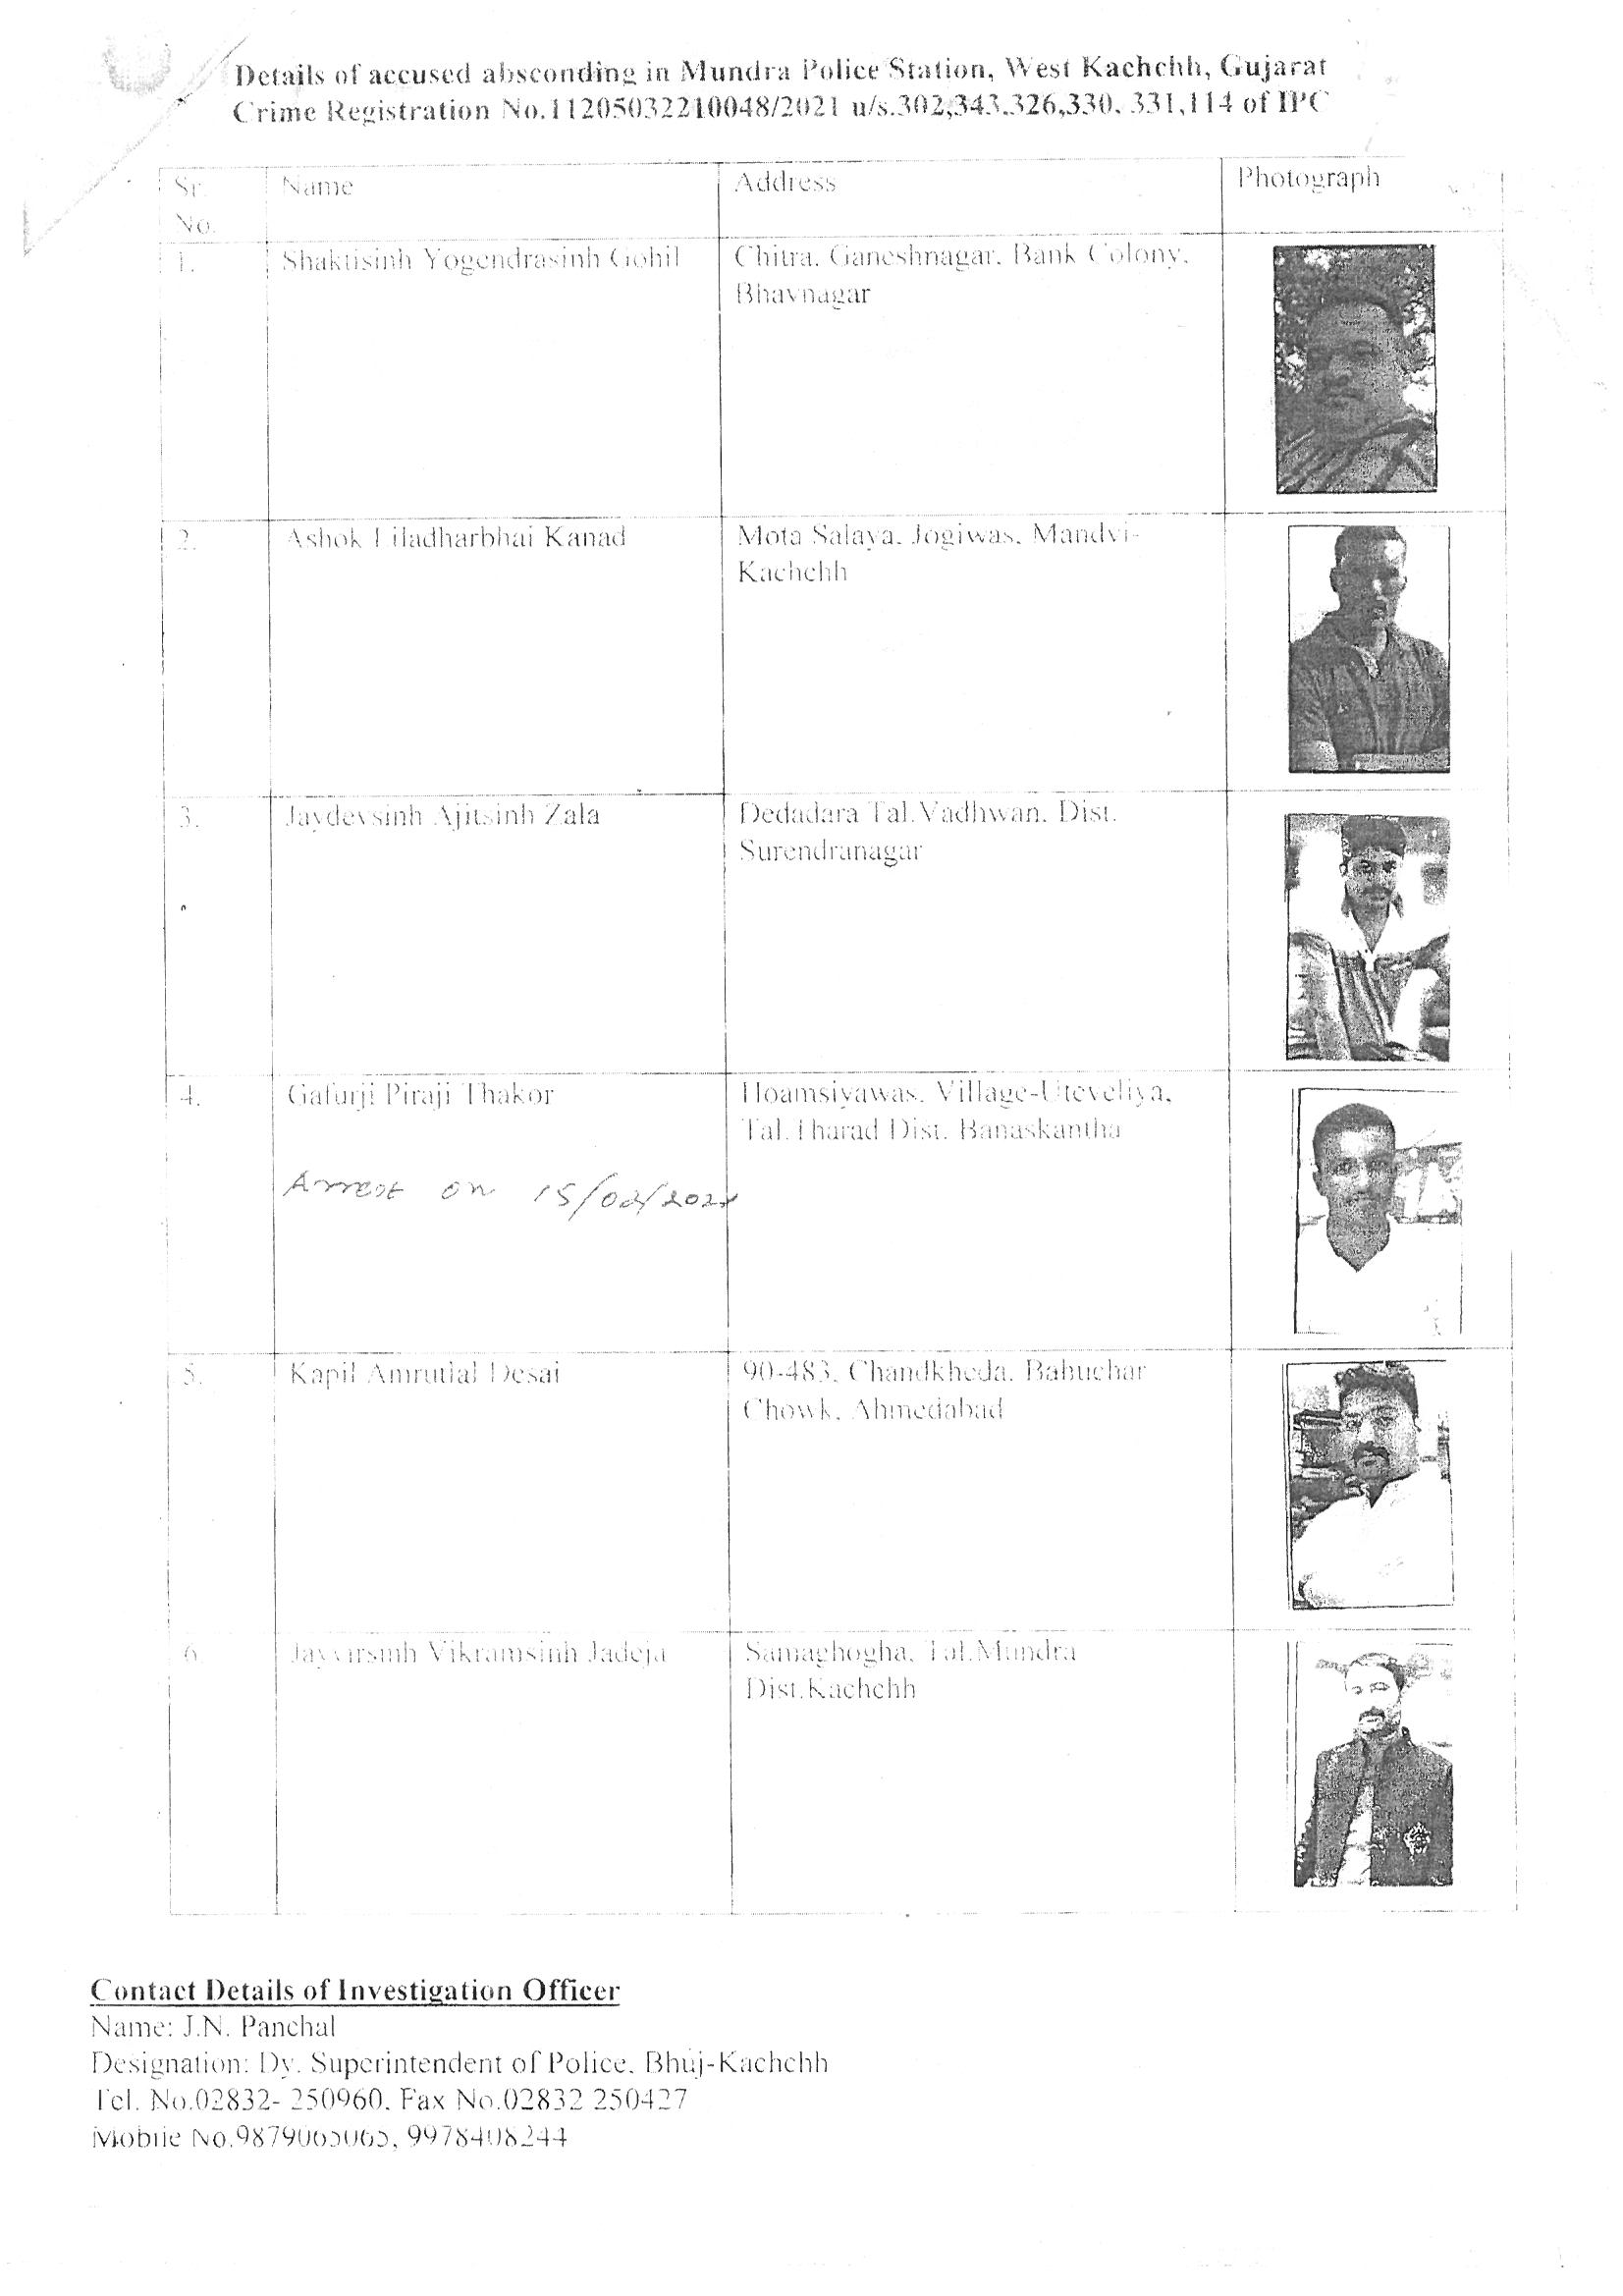 Details of accused absconding in Mundra Police Station, West Kachchh, Gujarat
Crime Registration No.11205032210048/2021 u/s.302,343,326,330, 331,114 of IPC
Sr. No.
Name
Address
Photograph
1.
Shaktisinh Yogendrasinh Gohil
Chitra, Ganeshnagar, Bank Colony,
Bhavnagar
2.
Ashok Liladharbhai Kanad
Mota Salaya, Jogiwas, Mandvi-
Kachchh
3.
Jaydevsinh Ajitsinh Zala
Dedadara Tal.Vadhwan, Dist.
Surendranagar
4.
Gafurji Piraji Thakor
Hoamsiyawas, Village-Uteveliya,
Tal.Tharad Dist. Banaskantha
Arrest on
5.
Kapil Amrutlal Desai
90-483, Chandkheda, Bahuchar
Chowk, Ahmedabad
6
Jayvirsinh Vikramsinh Jadeja
Samaghogha, Tal.Mundra
Dist.Kachchh
Contact Details of Investigation Officer
Name: J.N. Panchal
Designation: Dy. Superintendent of Police, Bhuj-Kachchh
Tel. No.02832- 250960, Fax No.02832 250427
Mobile No.9879065065, 9978408244